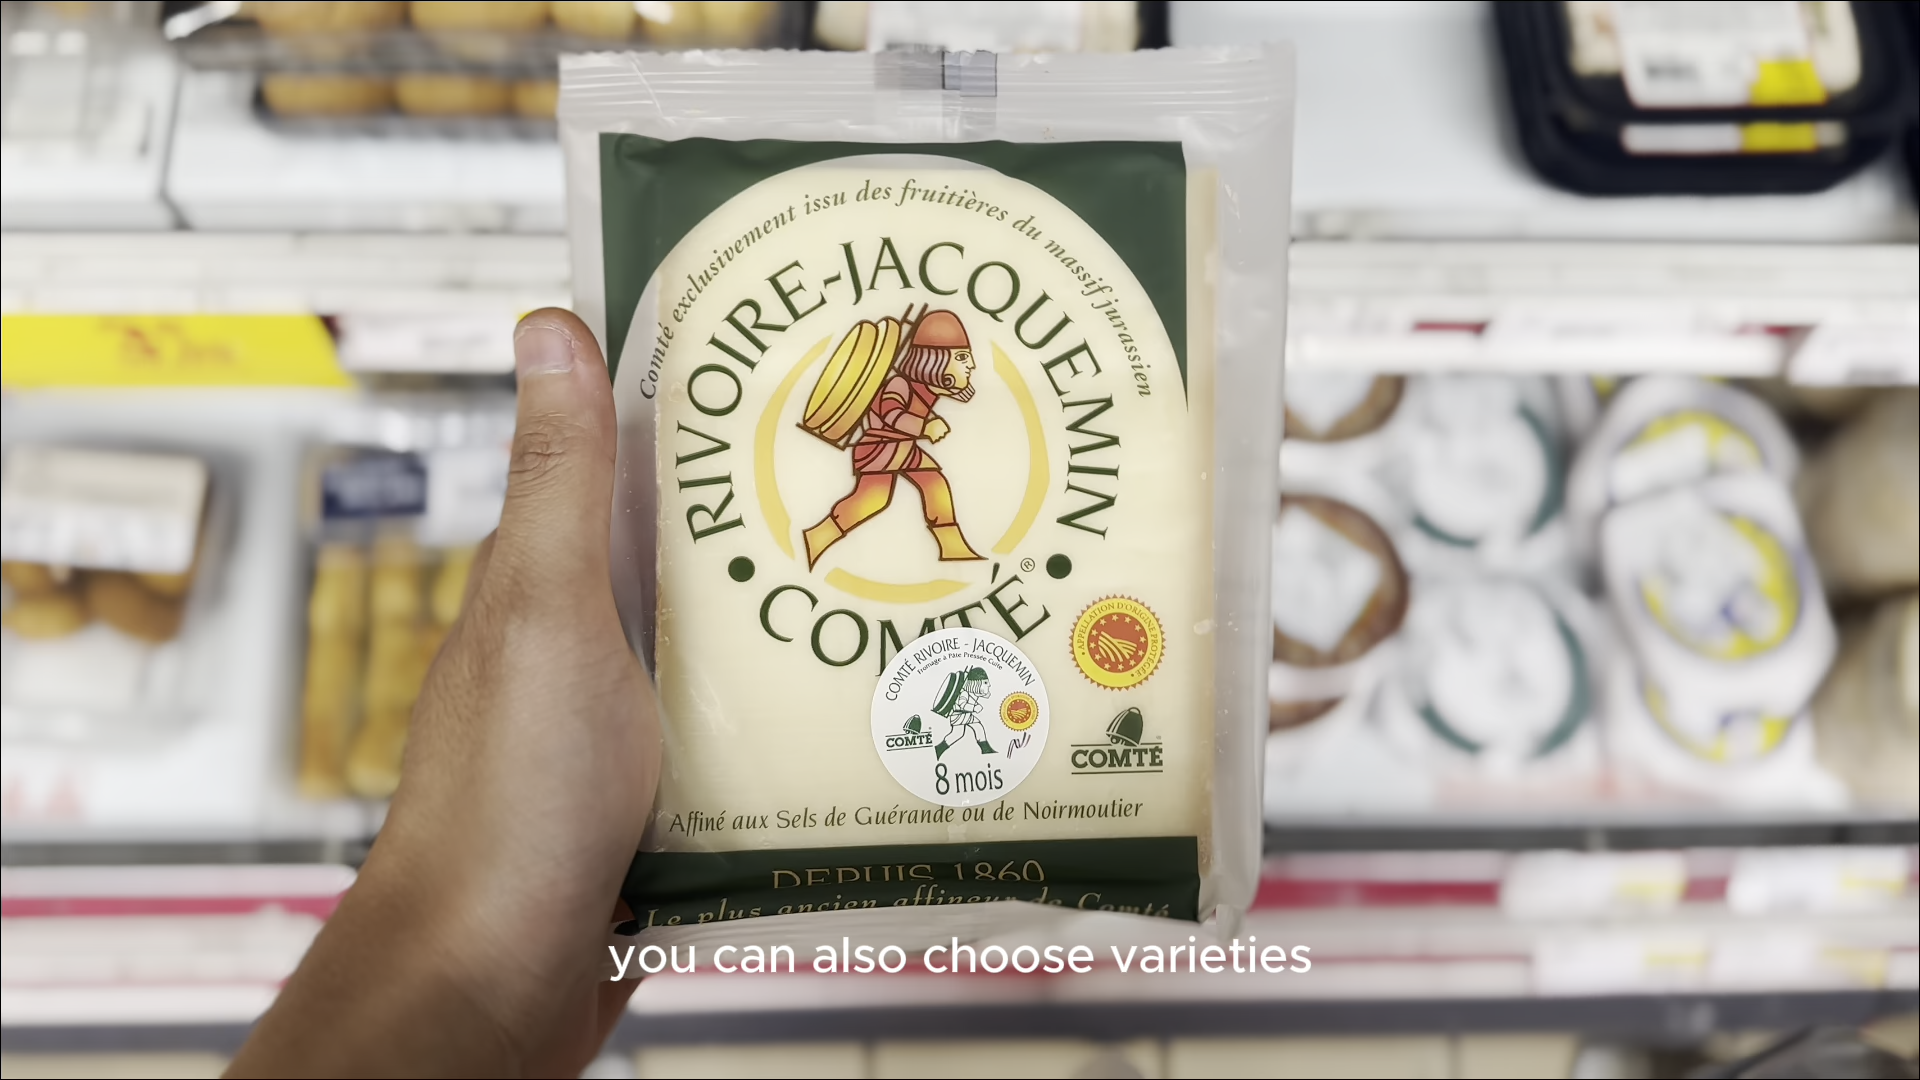 Comté exclusivement issu des fruitières du massif jurassien
RIVOIRE-JACQUEMIN
COMTÉ®
APPELLATION D'ORIGINE PROTÉGÉE
COMTÉ RIVOIRE - JACQUEMIN
Fromage à Pâte Pressée Cuite
COMTÉ
8 mois
COMTÉ
Affiné aux Sels de Guérande ou de Noirmoutier
DEPUIS 1860
Le plus ancien affineur de Comté
you can also choose varieties